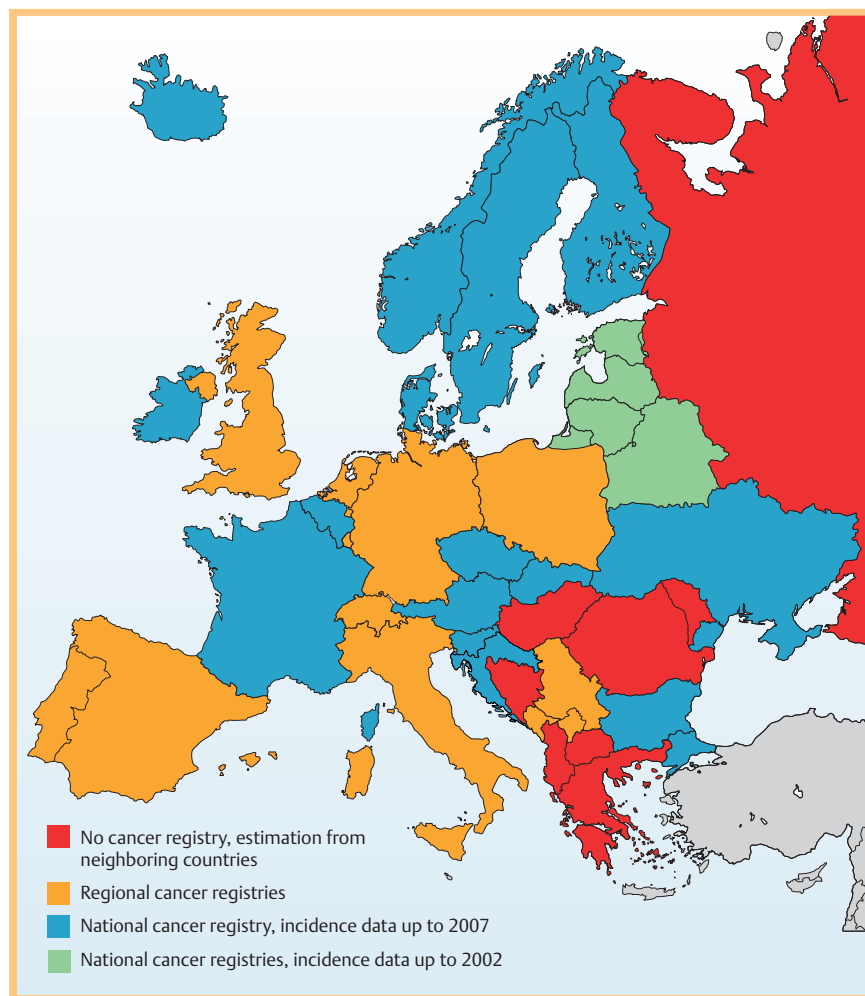 No cancer registry, estimation from
neighboring countries
Regional cancer registries
National cancer registry, incidence data up to 2007
National cancer registries, incidence data up to 2002